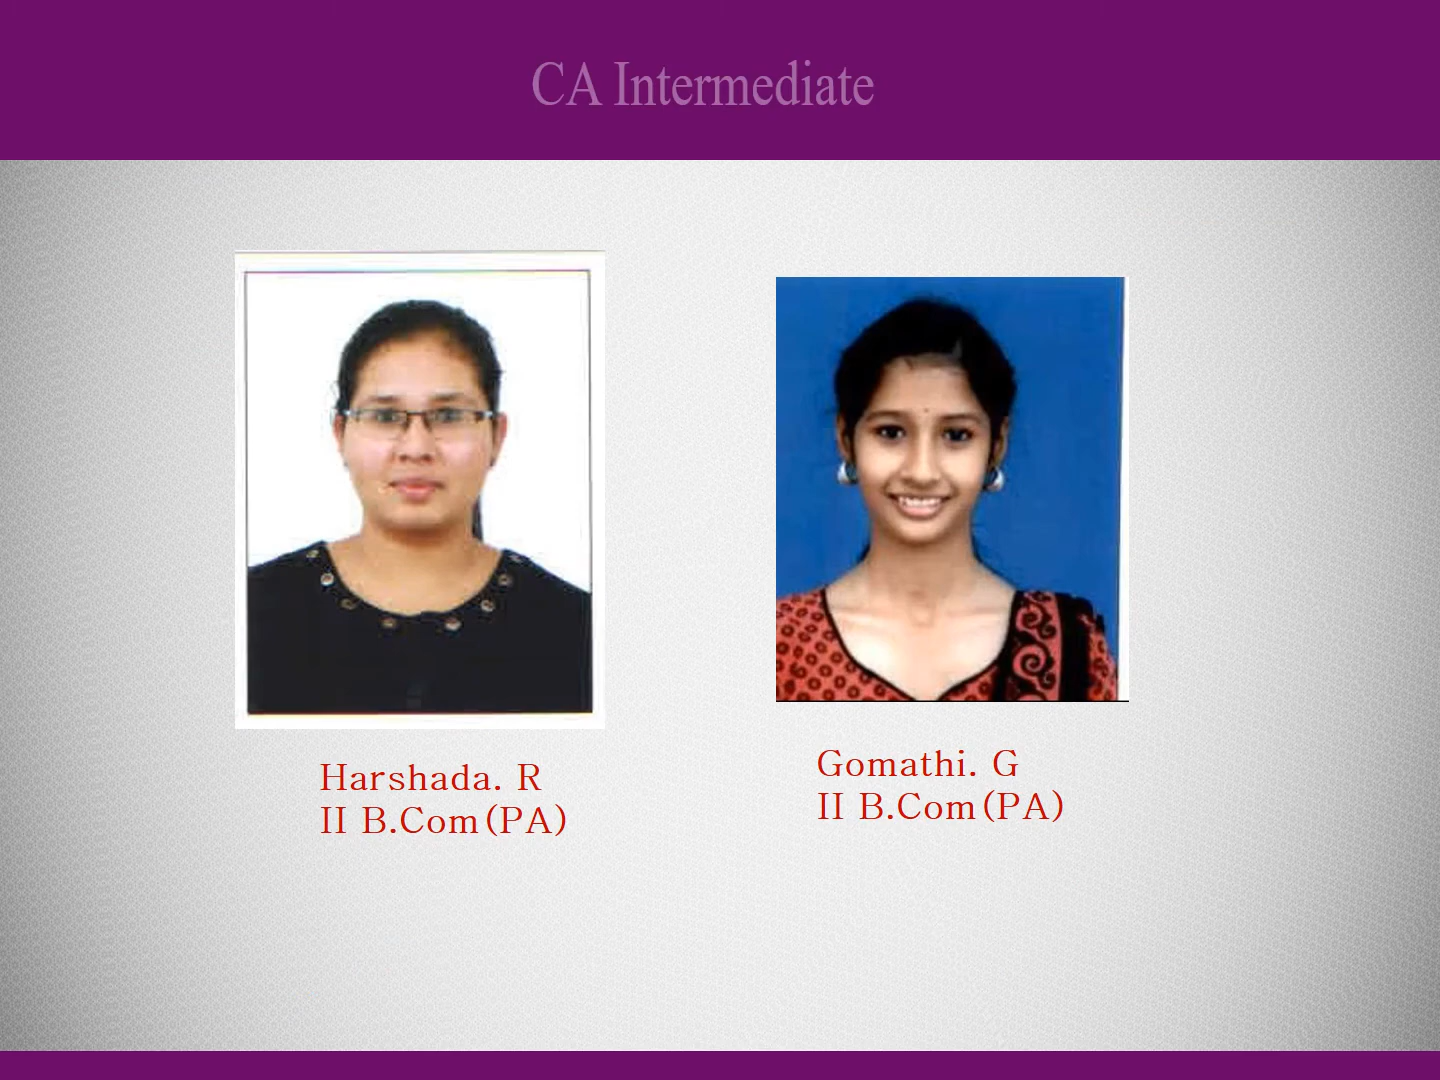 CA Intermediate
Harshada. R
II B.Com(PA)
Gomathi. G
II B.Com(PA)